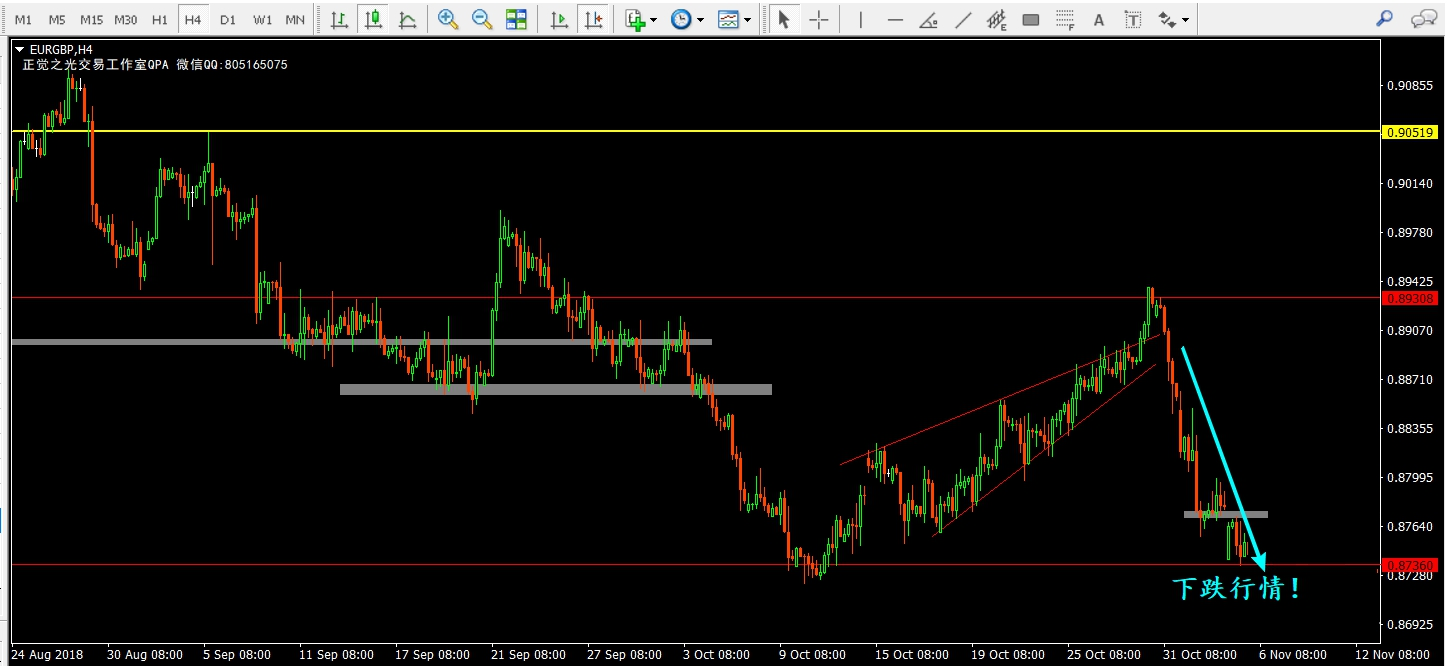 M1 M5 M15 M30 H1 H4 D1 W1 MN
EURGBP,H4
正觉之光交易工作室QPA 微信QQ:805165075
0.90855
0.90519
0.90140
0.89780
0.89425
0.89308
0.89070
0.88710
0.88355
0.87995
0.87640
0.87360
0.87280
下跌行情！
0.86925
24 Aug 2018 30 Aug 08:00 5 Sep 08:00 11 Sep 08:00 17 Sep 08:00 21 Sep 08:00 27 Sep 08:00 3 Oct 08:00 9 Oct 08:00 15 Oct 08:00 19 Oct 08:00 25 Oct 08:00 31 Oct 08:00 6 Nov 08:00 12 Nov 08:00